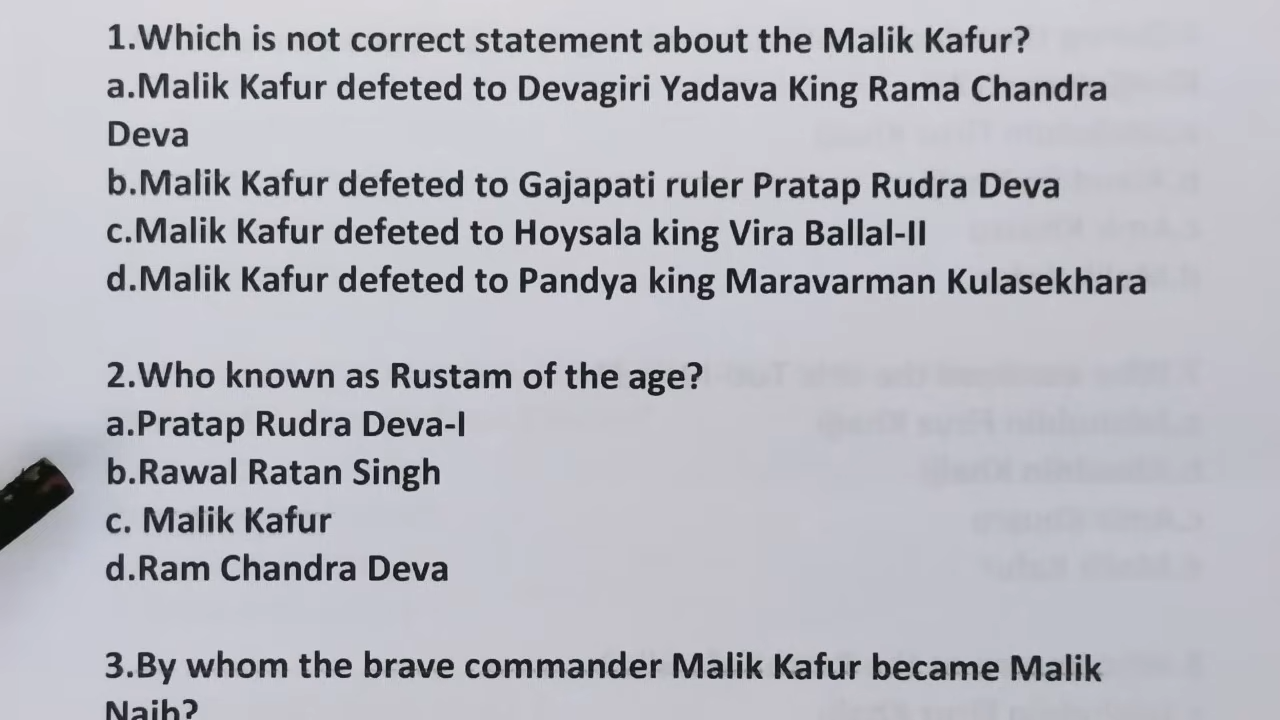 1.Which is not correct statement about the Malik Kafur?
a.Malik Kafur defeted to Devagiri Yadava King Rama Chandra
Deva
b.Malik Kafur defeted to Gajapati ruler Pratap Rudra Deva
c.Malik Kafur defeted to Hoysala king Vira Ballal-II
d.Malik Kafur defeted to Pandya king Maravarman Kulasekhara
2.Who known as Rustam of the age?
a.Pratap Rudra Deva-I
b.Rawal Ratan Singh
c. Malik Kafur
d.Ram Chandra Deva
3.By whom the brave commander Malik Kafur became Malik
Naib?